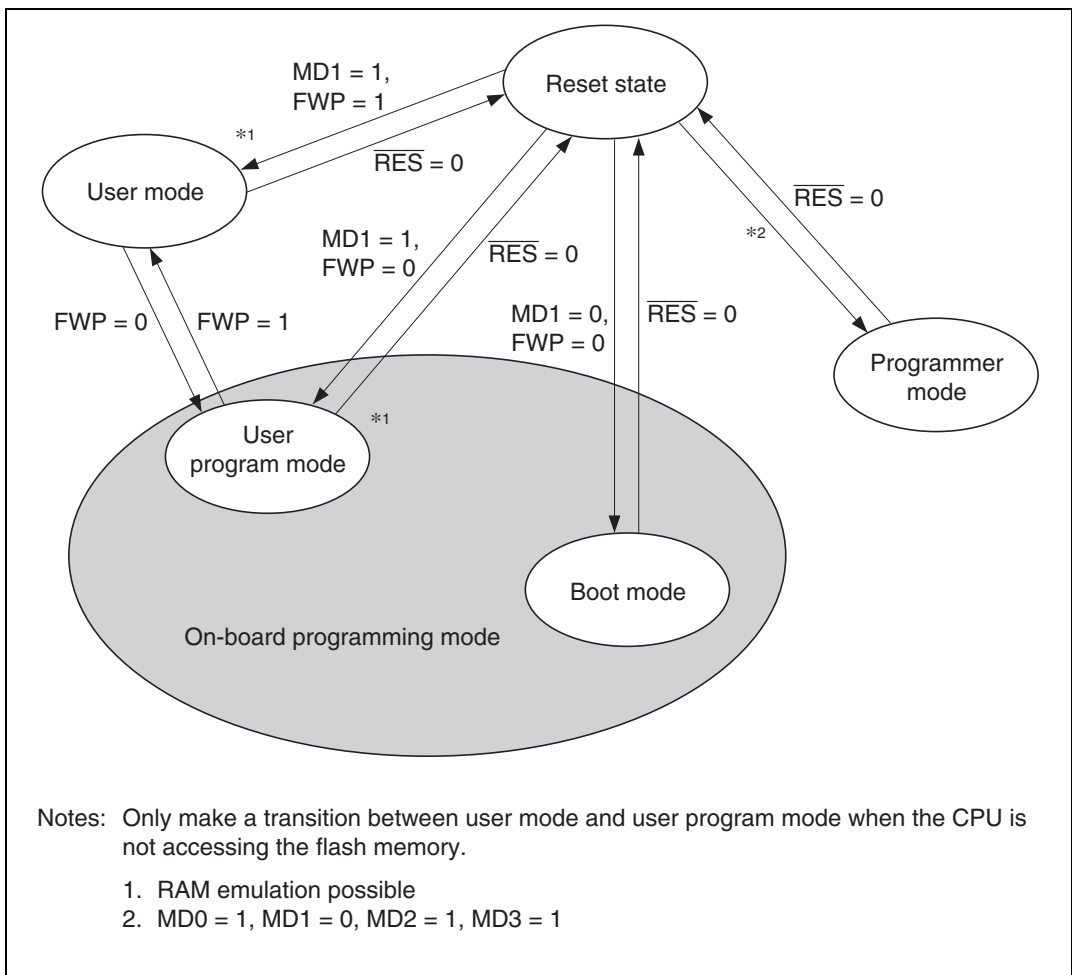 Reset state
MD1 = 1,
FWP = 1
*1
RES = 0
User mode
RES = 0
*2
MD1 = 1,
FWP = 0
RES = 0
MD1 = 0,
FWP = 0
RES = 0
FWP = 0
FWP = 1
Programmer
mode
*1
User
program mode
Boot mode
On-board programming mode
Notes: Only make a transition between user mode and user program mode when the CPU is
not accessing the flash memory.
1. RAM emulation possible
2. MD0 = 1, MD1 = 0, MD2 = 1, MD3 = 1